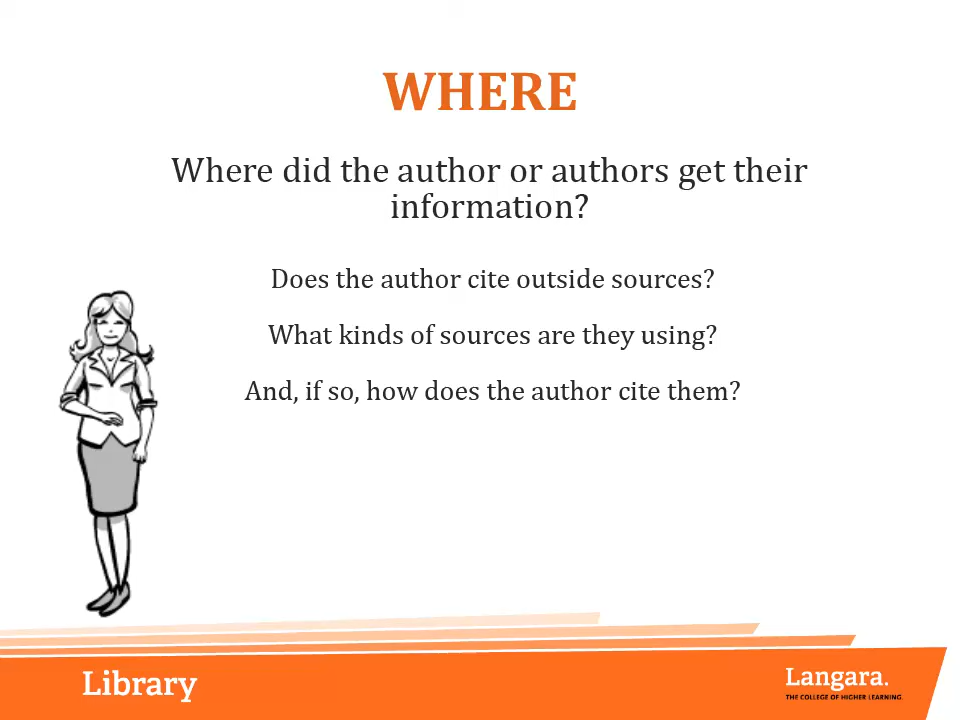 WHERE
Where did the author or authors get their
information?
Does the author cite outside sources?
What kinds of sources are they using?
And, if so, how does the author cite them?
Library
Langara.
THE COLLEGE OF HIGHER LEARNING.